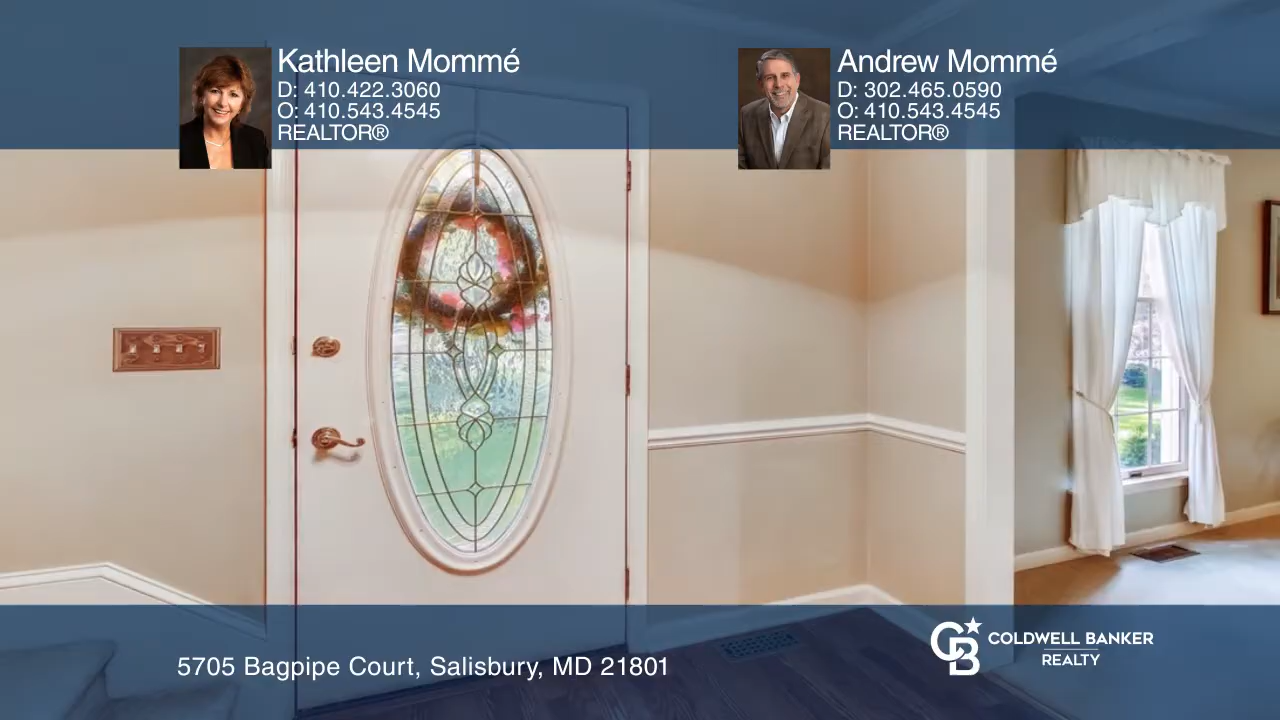 Kathleen Mommé
D: 410.422.3060
O: 410.543.4545
REALTOR®
Andrew Mommé
D: 302.465.0590
O: 410.543.4545
REALTOR®
5705 Bagpipe Court, Salisbury, MD 21801
CB
COLDWELL BANKER
REALTY